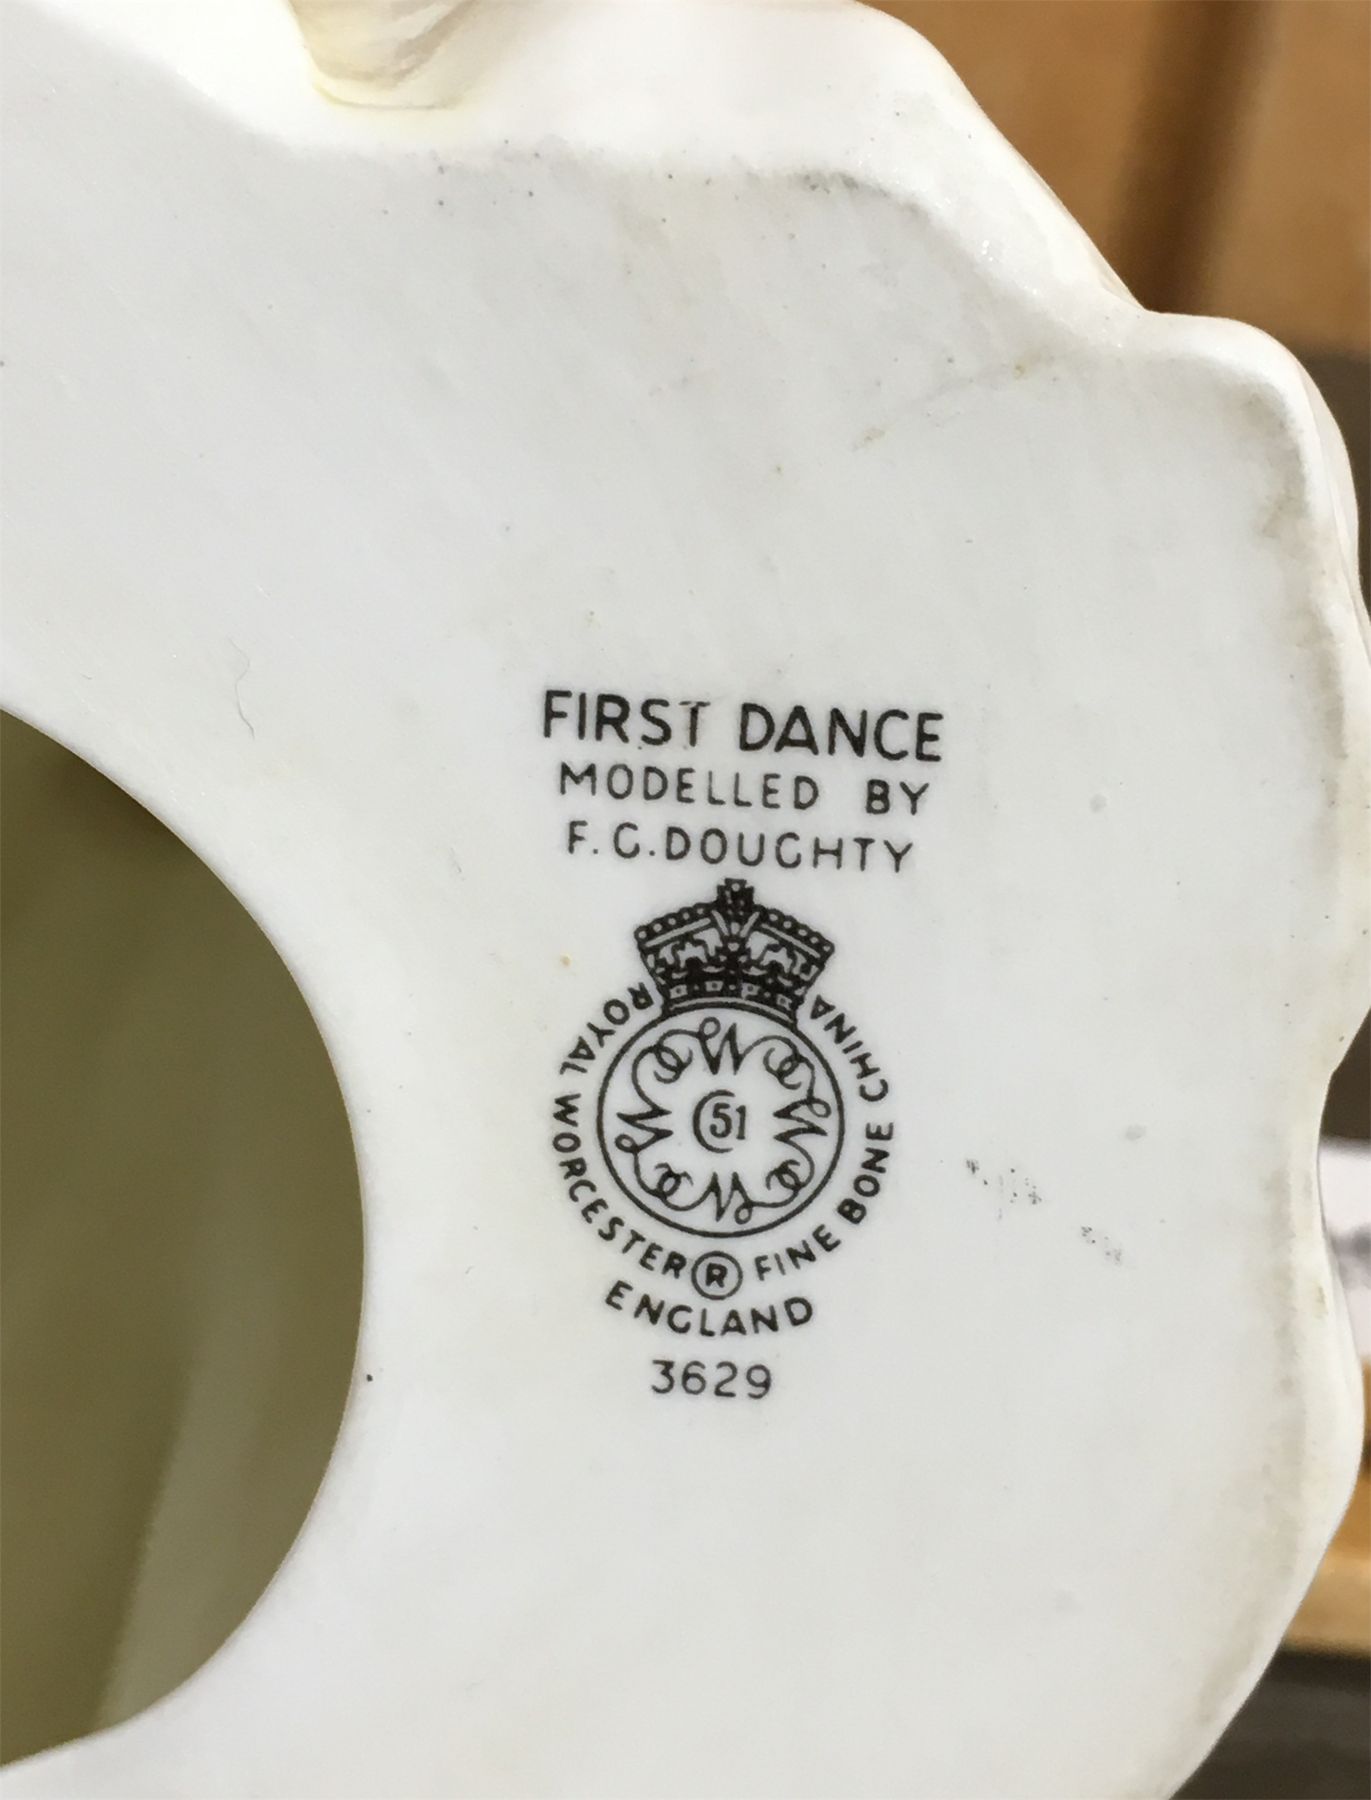 FIRST DANCE
MODELLED BY
F.G.DOUGHTY
51
ROYAL WORCESTER ® FINE BONE CHINA
ENGLAND
3629